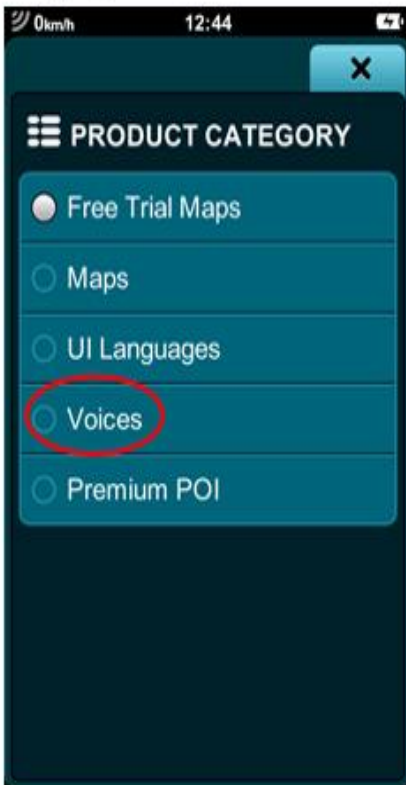 0km/h 12:44
PRODUCT CATEGORY
Free Trial Maps
Maps
UI Languages
Voices
Premium POI